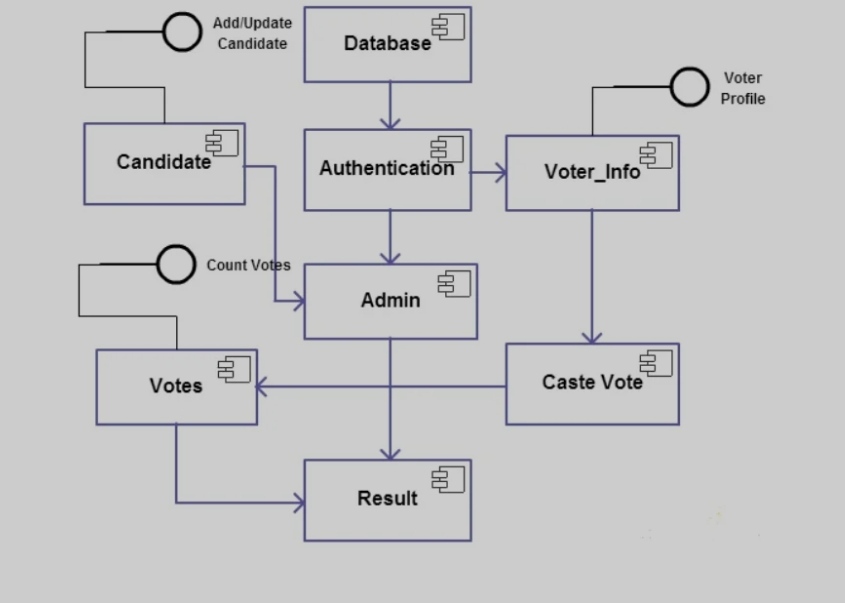 Add/Update
Candidate
Database
Voter
Profile
Candidate
Authentication
Voter_Info
Count Votes
Admin
Votes
Caste Vote
Result